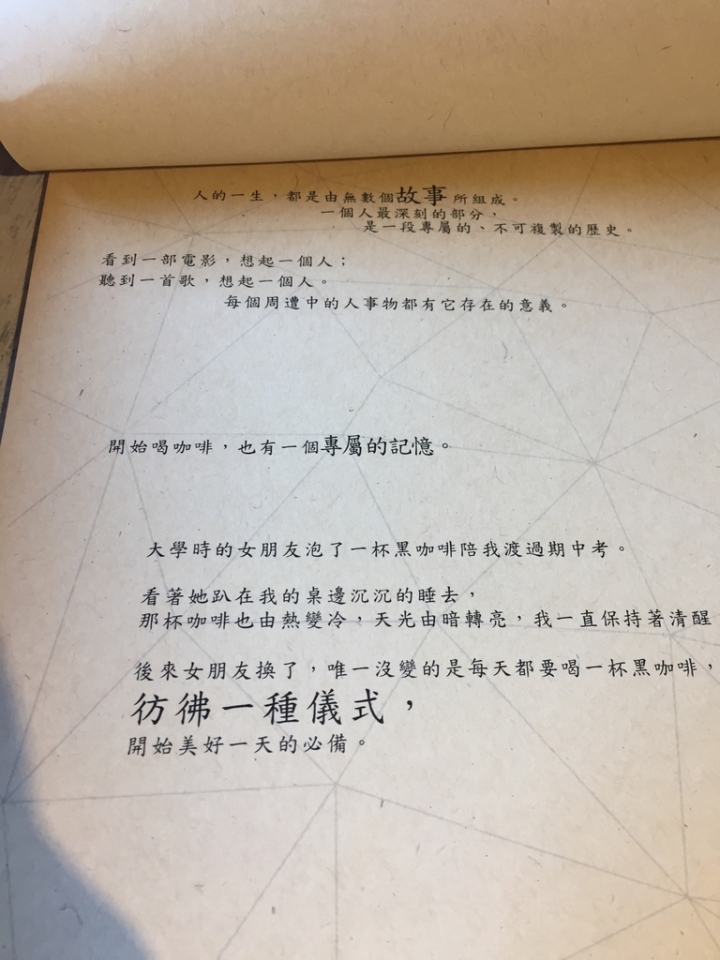 人的一生，都是由無數個故事所組成。
一個人最深刻的部分，
是一段專屬的、不可複製的歷史。
看到一部電影，想起一個人；
聽到一首歌，想起一個人。
每個周遭中的人事物都有它存在的意義。
開始喝咖啡，也有一個專屬的記憶。
大學時的女朋友泡了一杯黑咖啡陪我渡過期中考。
看著她趴在我的桌邊沉沉的睡去，
那杯咖啡也由熱變冷，天光由暗轉亮，我一直保持著清醒
後來女朋友換了，唯一沒變的是每天都要喝一杯黑咖啡，
彷彿一種儀式，
開始美好一天的必備。